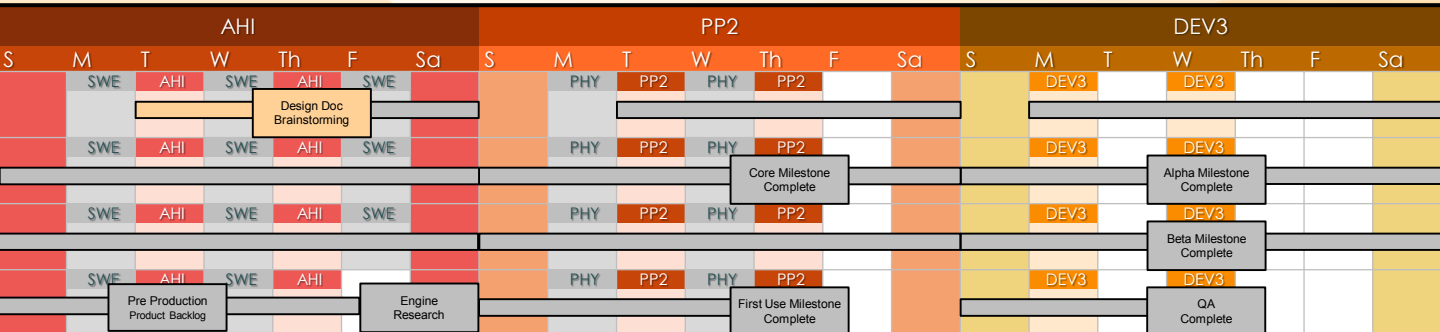 AHI PP2 DEV3
S M T W Th F Sa S M T W Th F Sa S M T W Th F Sa
SWE AHI SWE AHI SWE PHY PP2 PHY PP2 DEV3 DEV3
Design Doc
Brainstorming
SWE AHI SWE AHI SWE PHY PP2 PHY PP2 DEV3 DEV3
Core Milestone
Complete
Alpha Milestone
Complete
SWE AHI SWE AHI SWE PHY PP2 PHY PP2 DEV3 DEV3
Beta Milestone
Complete
SWE AHI SWE AHI PHY PP2 PHY PP2 DEV3 DEV3
Pre Production
Product Backlog
Engine
Research
First Use Milestone
Complete
QA
Complete